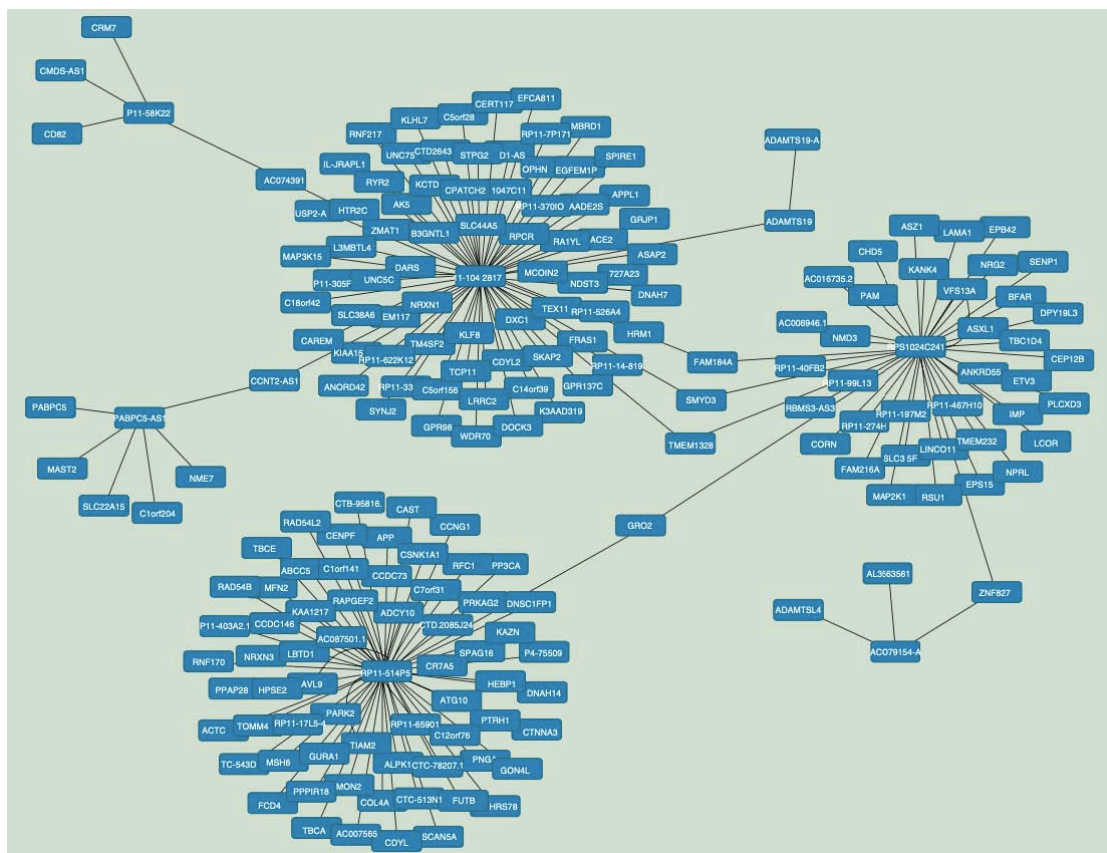 CRM7
CMDS-AS1
CD82
P11-58K22
AC074391
EFCA811
CERT117
C5orf28
KLHL7
RNF217
RP11-7P171
MBRD1
UNC75
CTD2643
STPG2
D1-AS
OPHN
EGFEM1P
SPIRE1
IL-JRAPL1
RYR2
KCTD
CPATCH2
1047C11
AK5
RP11-370IO
AADE2S
APPL1
USP2-A
HTR2C
ZMAT1
B3GNTL1
SLC44A5
RPCR
RA1YL
ACE2
GRJP1
L3MBTL4
MAP3K15
ASAP2
DARS
MCOIN2
1-104 2817
P11-305F
UNC5C
NDST3
727A23
DNAH7
C18orf42
NRXN1
SLC38A6
EM117
TEX11
RP11-526A4
DXC1
HRM1
CAREM
KIAA15
RP11-622K12
TM4SF2
KLF8
FRAS1
CDYL2
SKAP2
RP11-14-819
CCNT2-AS1
ANORD42
RP11-33
TCP11
C5orf156
C14orf39
GPR137C
SYNJ2
LRRC2
K3AAD319
GPR98
WDR70
DOCK3
ADAMTS19-A
ADAMTS19
FAM184A
SMYD3
TMEM1328
ASZ1
LAMA1
EPB42
CHD5
KANK4
NRG2
SENP1
AC016735.2
PAM
VFS13A
BFAR
DPY19L3
AC006946.1
NMD3
ASXL1
TBC1D4
RPS1024C241
CEP12B
RP11-40FB2
RP11-99L13
ANKRD55
ETV3
RBMS3-AS3
RP11-467H10
PLCXD3
RP11-274H
RP11-197M2
IMP
CORN
TMEM232
LCOR
FAM216A
SLC3 5F
LINCO11
NPRL
EPS15
MAP2K1
RSU1
PABPC5
PABPC5-AS1
MAST2
NME7
SLC22A15
C1orf204
GRO2
AL3563561
ADAMTSL4
ZNF827
ACO79154-A
CTB-95816.
CAST
RAD54L2
CENPF
APP
CCNG1
TBCE
CSNK1A1
ABCC5
C1orf141
CCDC73
RFC1
PP3CA
RAD54B
MFN2
C7orf31
KAA1217
RAPGEF2
ADCY10
PRKAG2
DNSC1FP1
P11-403A2.1
CCDC146
CTD.2085J24
KAZN
AC087501.1
RNF170
NRXN3
LBTD1
SPAG16
P4-75509
RP11-514P5
CR7A5
PPAP28
HPSE2
AVL9
HEBP1
DNAH14
ATG10
ACTC
TOMM4
RP11-17L5-4
PARK2
RP11-65901
PTRH1
CTNNA3
C12orf76
TIAM2
TC-543D
MSH6
GURA1
ALPK1
CTC-78207.1
PNGA
GON4L
PPPIR18
MON2
FCD4
COL4A
CTC-513N1
FUTB
HRS78
TBCA
AC007565
CDYL
SCAN5A